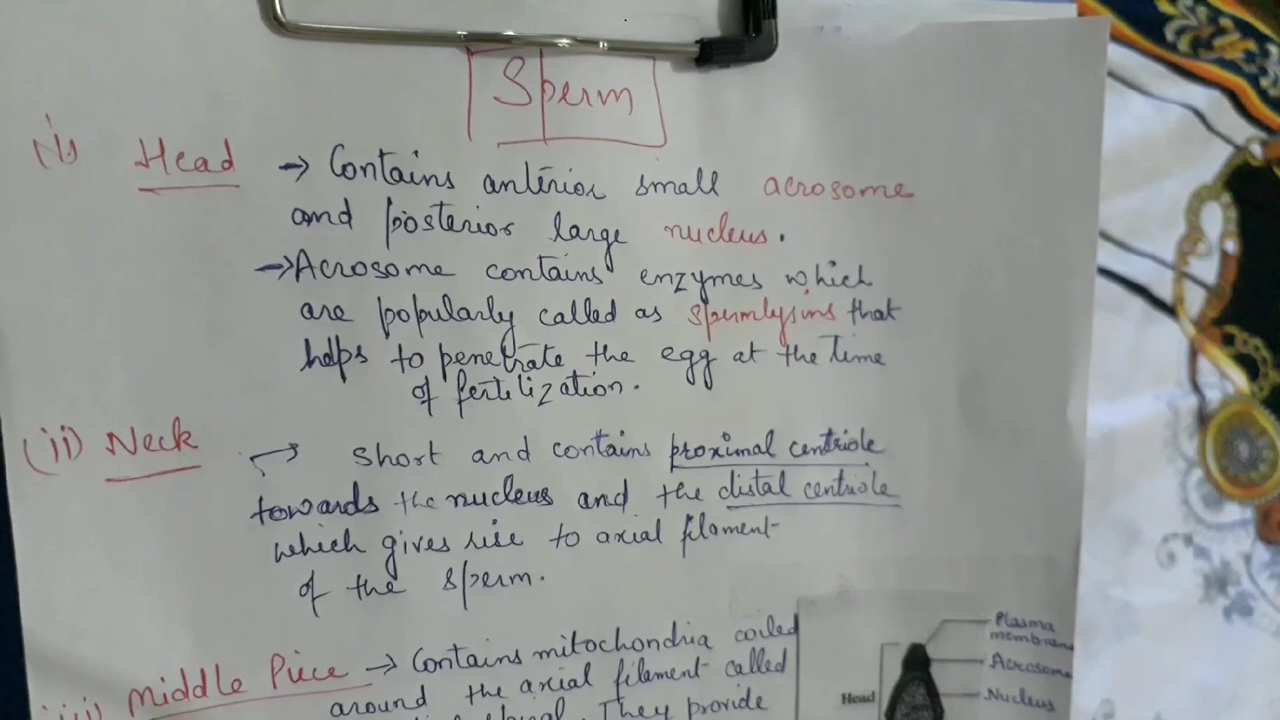 Sperm
(i) Head → Contains anterior small acrosome
and posterior large nucleus.
→ Acrosome contains enzymes which
are popularly called as spermlysins that
helps to penetrate the egg at the time
of fertilization.
(ii) Neck → short and contains proximal centriole
towards the nucleus and the distal centriole
which gives rise to axial filament
of the sperm.
(iii) Middle Piece → Contains mitochondria coiled
around the axial filament called
They provide
Plasma
membrane
Acrosome
Head
Nucleus